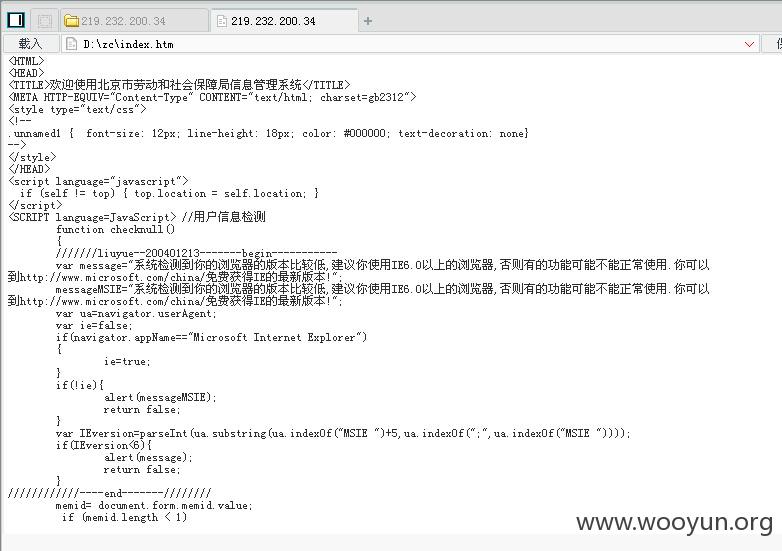 219.232.200.34
219.232.200.34
+
载入
D:\zc\index.htm
<HTML>
<HEAD>
<TITLE>欢迎使用北京市劳动和社会保障局信息管理系统</TITLE>
<META HTTP-EQUIV="Content-Type" CONTENT="text/html; charset=gb2312">
<style type="text/css">
<!--
.unnamed1 {  font-size: 12px; line-height: 18px; color: #000000; text-decoration: none}
-->
</style>
</HEAD>
<script language="javascript">
  if (self != top) { top.location = self.location; }
</script>
<SCRIPT language=JavaScript> //用户信息检测
function checknull()
{
///////liuyue--200401213-------begin-----------
var message="系统检测到你的浏览器的版本比较低,建议你使用IE6.0以上的浏览器,否则有的功能可能不能正常使用.你可以
到http://www.microsoft.com/china/免费获得IE的最新版本!";
messageMSIE="系统检测到你的浏览器的版本比较低,建议你使用IE6.0以上的浏览器,否则有的功能可能不能正常使用.你可以
到http://www.microsoft.com/china/免费获得IE的最新版本!";
var ua=navigator.userAgent;
var ie=false;
if(navigator.appName=="Microsoft Internet Explorer")
{
ie=true;
}
if(!ie){
alert(messageMSIE);
return false;
}
var IEversion=parseInt(ua.substring(ua.indexOf("MSIE ")+5,ua.indexOf(";",ua.indexOf("MSIE "))));
if(IEversion<6){
alert(message);
return false;
}
////////////----end-------////////
memid= document.form.memid.value;
if (memid.length < 1)
www.wooyun.org